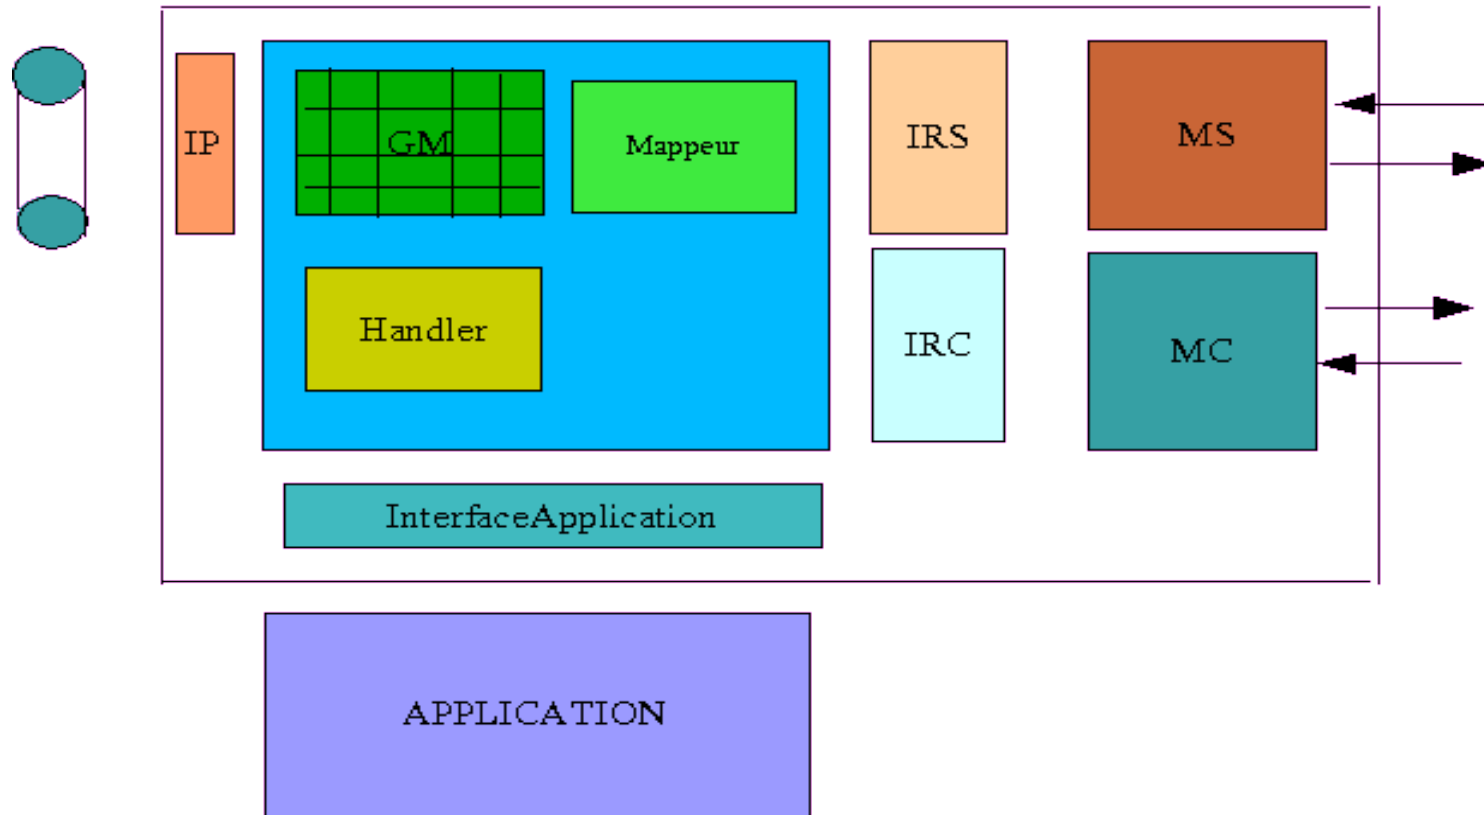 IP
GM
Mappeur
IRS
MS
Handler
IRC
MC
InterfaceApplication
APPLICATION